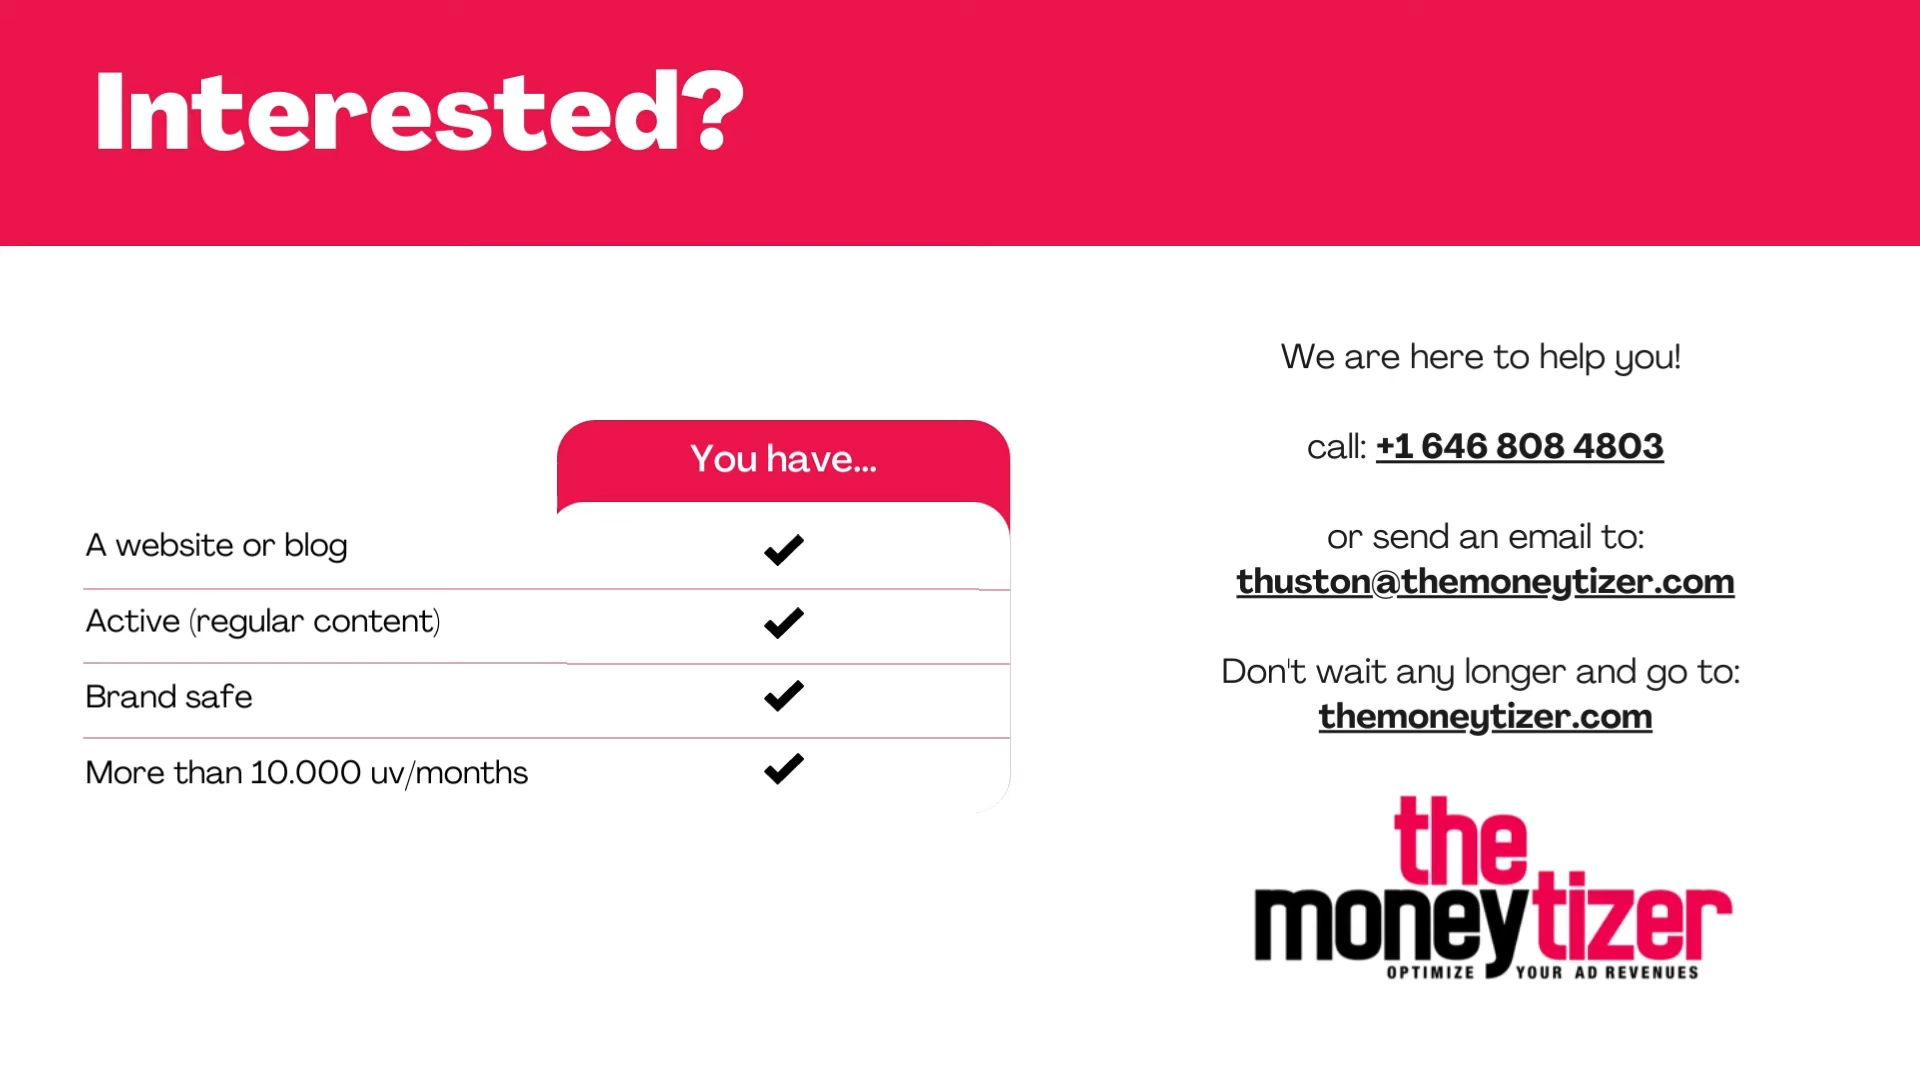 Interested?
You have...
A website or blog
Active (regular content)
Brand safe
More than 10.000 uv/months
We are here to help you!
call: +1 646 808 4803
or send an email to:
thuston@themoneytizer.com
Don't wait any longer and go to:
themoneytizer.com
the
moneytizer
OPTIMIZE YOUR AD REVENUES